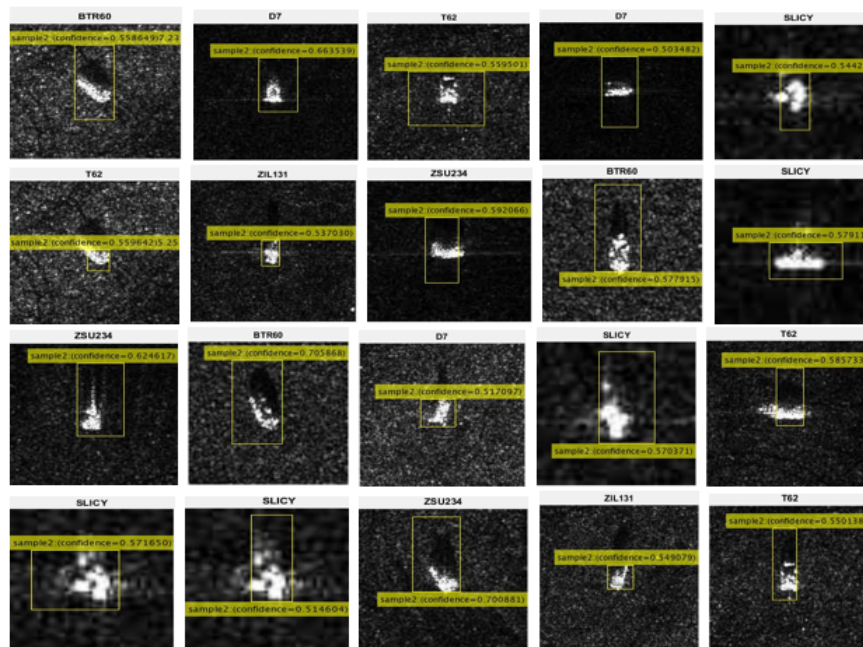 BTR60
sample2:(confidence=0.558649)7.23
D7
sample2:(confidence=0.663539)
T62
sample2:(confidence=0.559501)
D7
sample2:(confidence=0.503482)
SLICY
sample2:(confidence=0.5442
T62
sample2:(confidence=0.559642)5.25
ZIL131
sample2:(confidence=0.537030)
ZSU234
sample2:(confidence=0.592066)
BTR60
sample2:(confidence=0.577915)
SLICY
sample2:(confidence=0.57911
ZSU234
sample2:(confidence=0.624617)
BTR60
sample2:(confidence=0.705868)
D7
sample2:(confidence=0.517097)
SLICY
sample2:(confidence=0.570371)
T62
sample2:(confidence=0.585733
SLICY
sample2:(confidence=0.571650)
SLICY
sample2:(confidence=0.514604)
ZSU234
sample2:(confidence=0.700881)
ZIL131
sample2:(confidence=0.549079)
T62
sample2:(confidence=0.550138